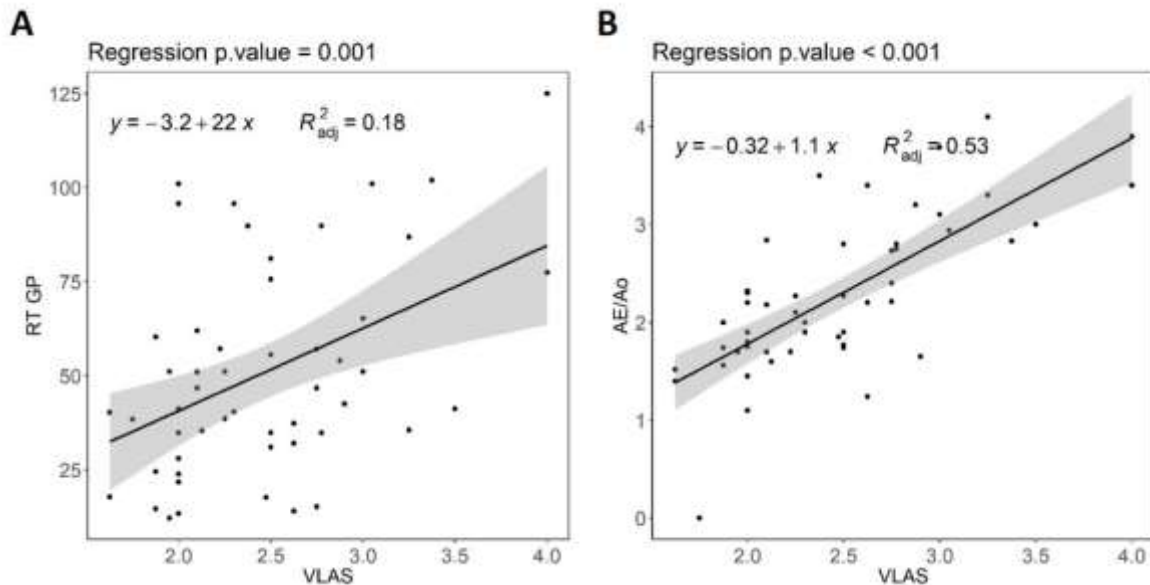 A
Regression p.value = 0.001
y = −3.2 + 22 x R²adj = 0.18
125
100
75
50
25
RT GP
2.0 2.5 3.0 3.5 4.0
VLAS
B
Regression p.value < 0.001
y = −0.32 + 1.1 x R²adj = 0.53
4
3
2
1
0
AE/Ao
2.0 2.5 3.0 3.5 4.0
VLAS